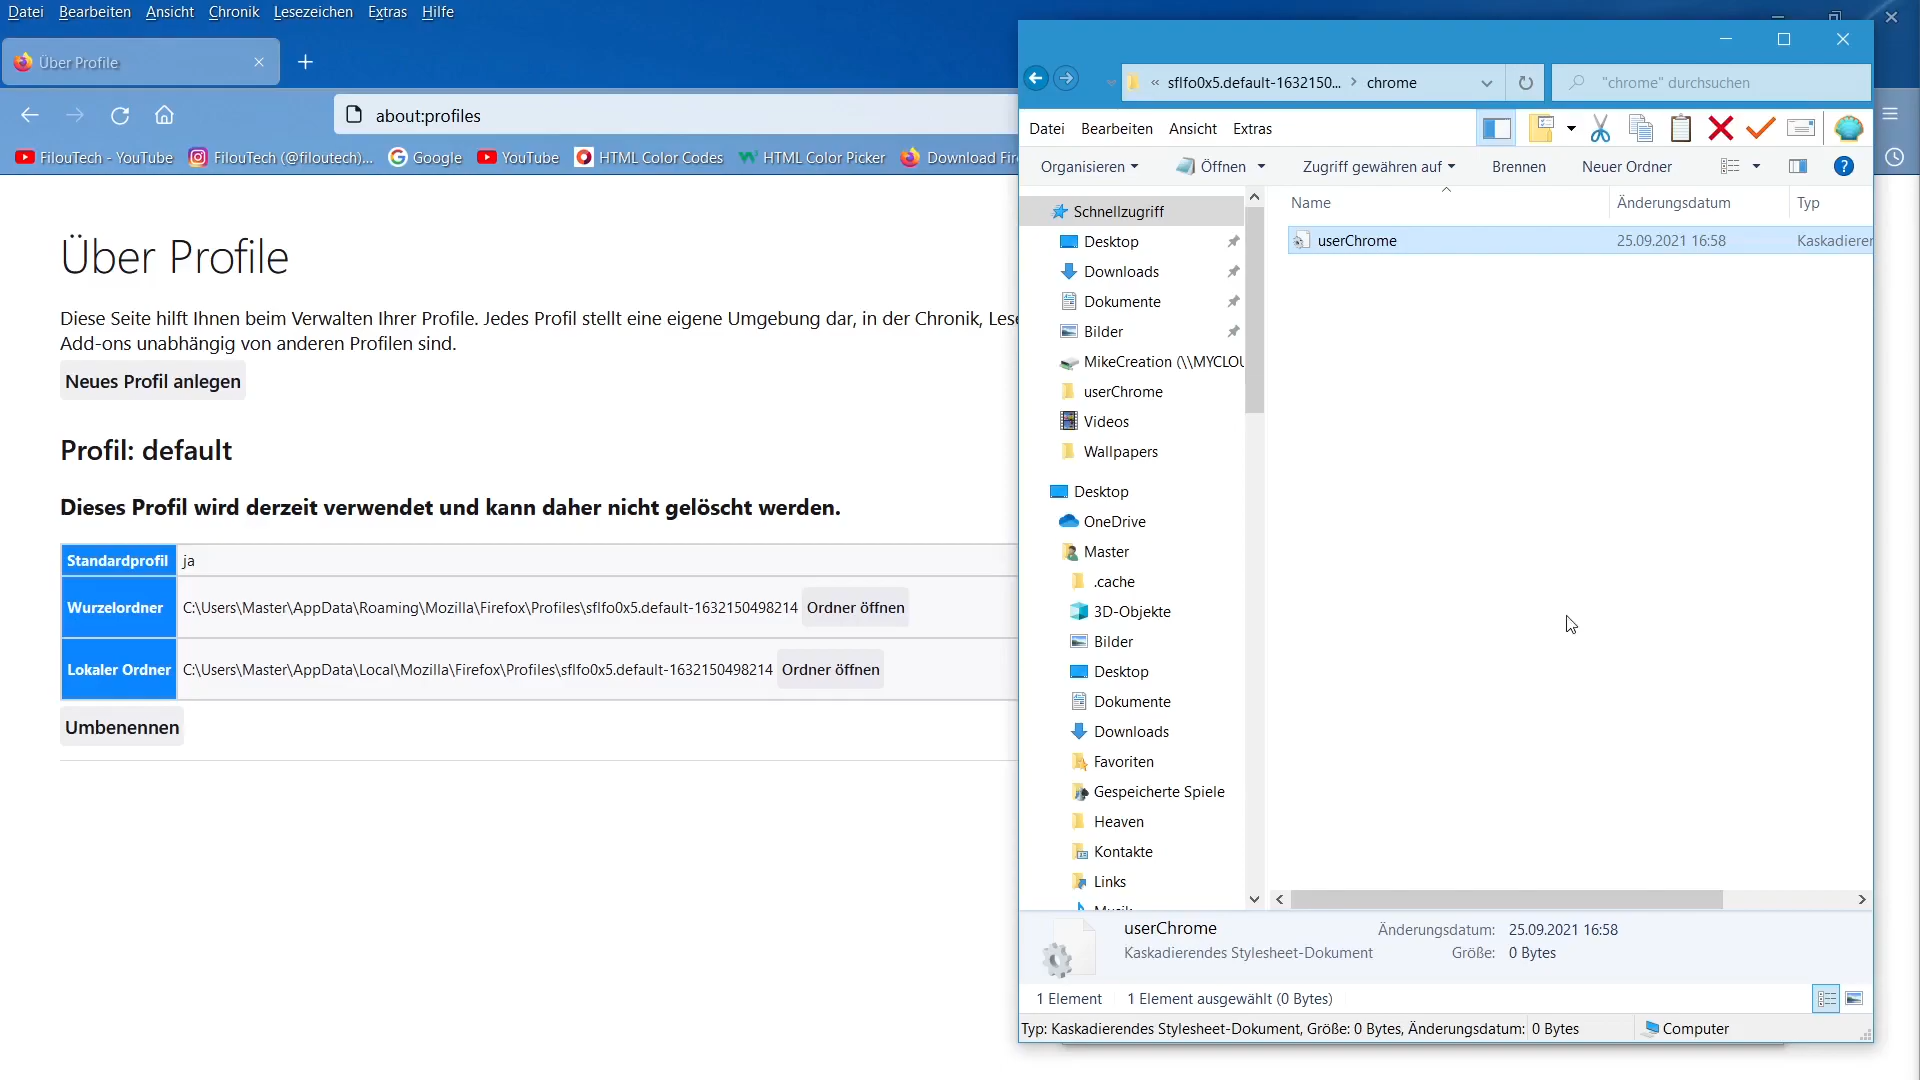 Datei Bearbeiten Ansicht Chronik Lesezeichen Extras Hilfe
Über Profile
about:profiles
FilouTech - YouTube FilouTech (@filoutech)... Google YouTube HTML Color Codes HTML Color Picker Download Fir
Über Profile
Diese Seite hilft Ihnen beim Verwalten Ihrer Profile. Jedes Profil stellt eine eigene Umgebung dar, in der Chronik, Lese
Add-ons unabhängig von anderen Profilen sind.
Neues Profil anlegen
Profil: default
Dieses Profil wird derzeit verwendet und kann daher nicht gelöscht werden.
Standardprofil ja
Wurzelordner C:\Users\Master\AppData\Roaming\Mozilla\Firefox\Profiles\sflfo0x5.default-1632150498214 Ordner öffnen
Lokaler Ordner C:\Users\Master\AppData\Local\Mozilla\Firefox\Profiles\sflfo0x5.default-1632150498214 Ordner öffnen
Umbenennen
« sflfo0x5.default-1632150... › chrome "chrome" durchsuchen
Datei Bearbeiten Ansicht Extras
Organisieren Öffnen Zugriff gewähren auf Brennen Neuer Ordner
Name Änderungsdatum Typ
userChrome 25.09.2021 16:58 Kaskadieren
Schnellzugriff
Desktop
Downloads
Dokumente
Bilder
MikeCreation (\\MYCLOU
userChrome
Videos
Wallpapers
Desktop
OneDrive
Master
.cache
3D-Objekte
Bilder
Desktop
Dokumente
Downloads
Favoriten
Gespeicherte Spiele
Heaven
Kontakte
Links
userChrome Änderungsdatum: 25.09.2021 16:58
Kaskadierendes Stylesheet-Dokument Größe: 0 Bytes
1 Element 1 Element ausgewählt (0 Bytes)
Typ: Kaskadierendes Stylesheet-Dokument, Größe: 0 Bytes, Änderungsdatum: 0 Bytes Computer